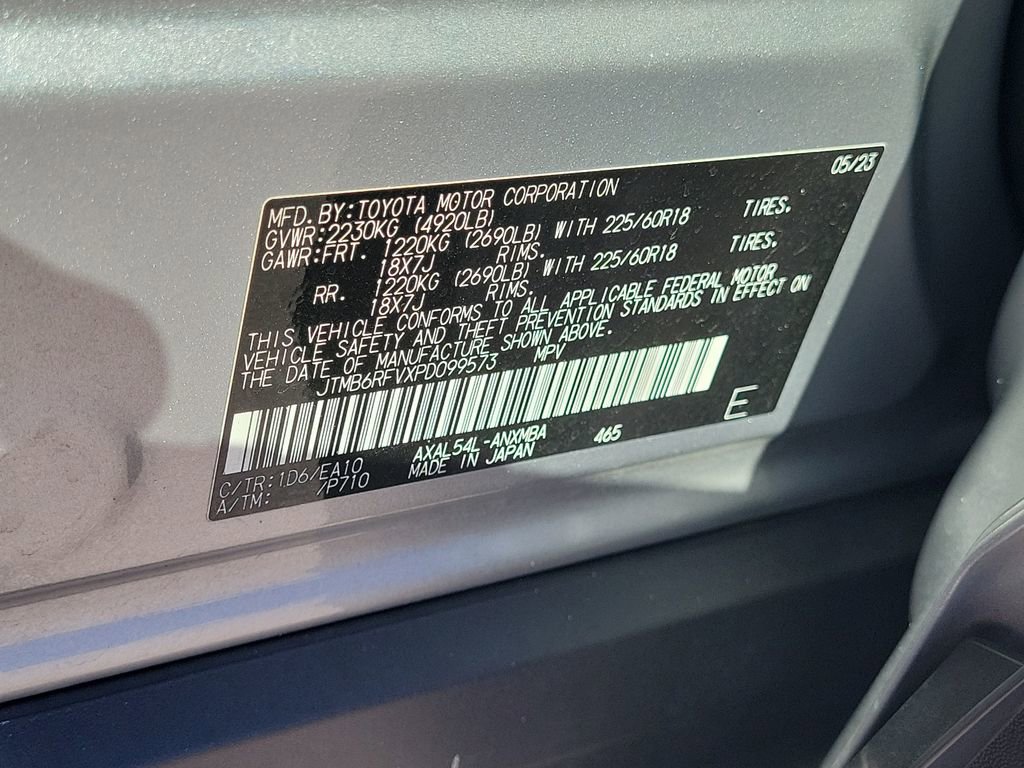 05/23
MFD. BY: TOYOTA MOTOR CORPORATION
GVWR: 2230KG (4920LB)
GAWR: FRT. 1220KG (2690LB) WITH 225/60R18 TIRES.
18X7J RIMS.
RR. 1220KG (2690LB) WITH 225/60R18 TIRES.
18X7J RIMS.
THIS VEHICLE CONFORMS TO ALL APPLICABLE FEDERAL MOTOR
VEHICLE SAFETY AND THEFT PREVENTION STANDARDS IN EFFECT ON
THE DATE OF MANUFACTURE SHOWN ABOVE.
JTMB6RFVXPD099573 MPV
E
C/TR: 1D6/EA10 AXAL54L-ANXMBA 465
A/TM: /P710 MADE IN JAPAN